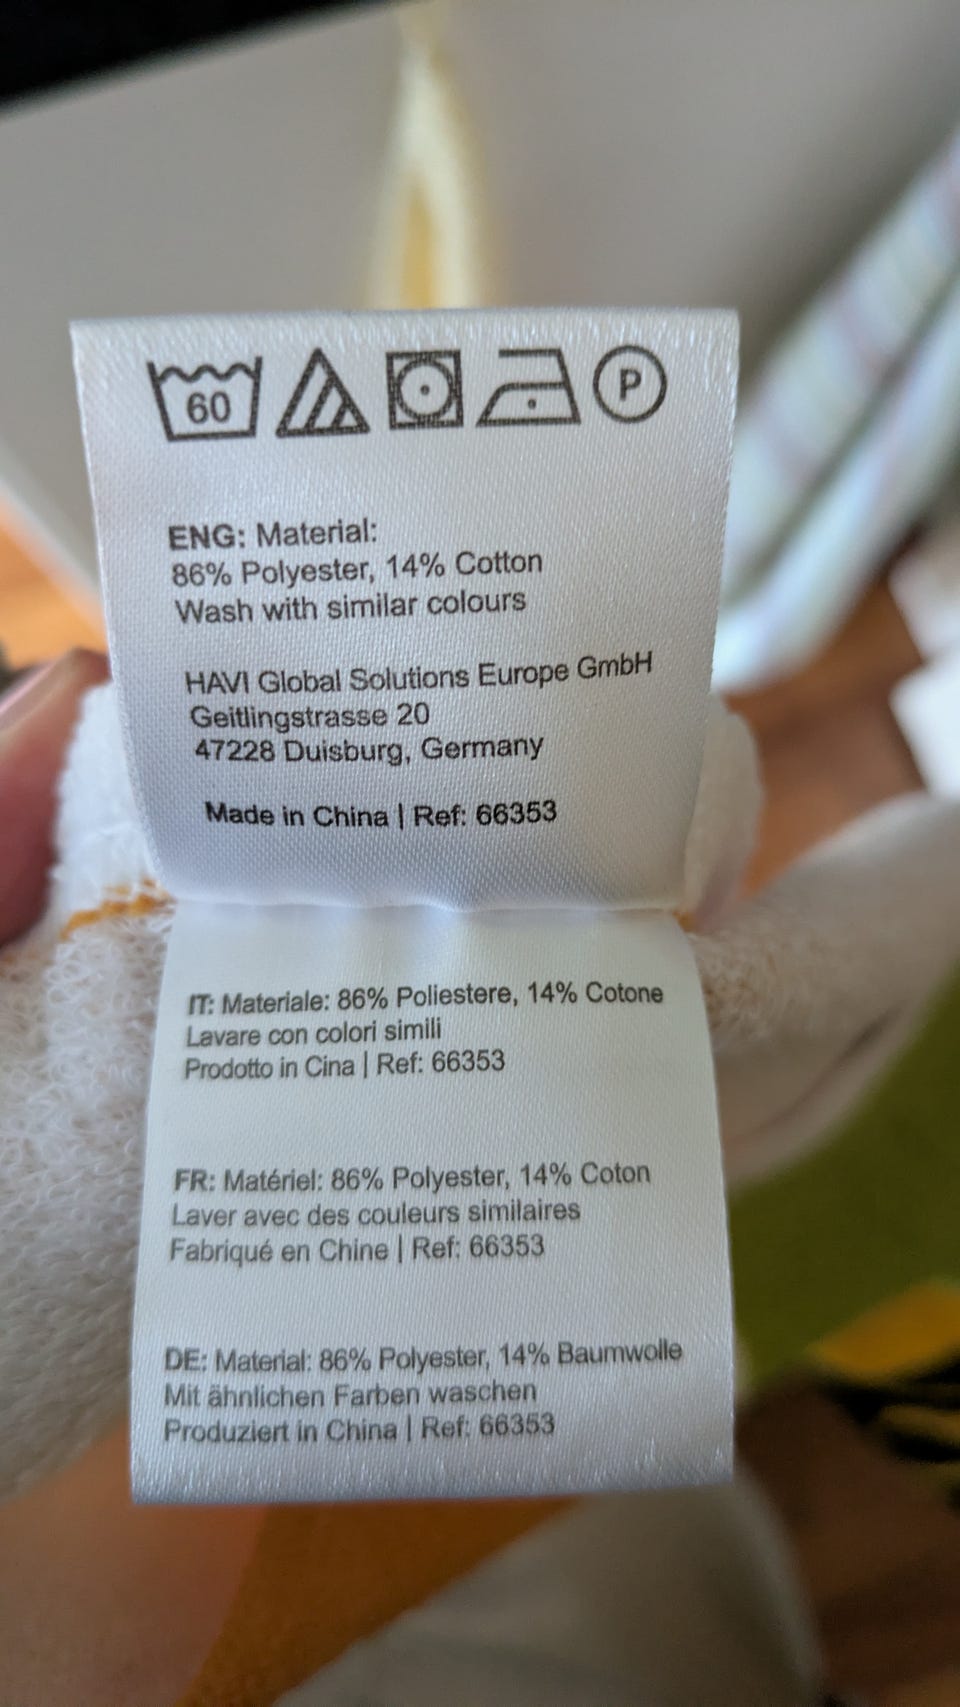 60
P
ENG: Material:
86% Polyester, 14% Cotton
Wash with similar colours
HAVI Global Solutions Europe GmbH
Geitlingstrasse 20
47228 Duisburg, Germany
Made in China | Ref: 66353
IT: Materiale: 86% Poliestere, 14% Cotone
Lavare con colori simili
Prodotto in Cina | Ref: 66353
FR: Matériel: 86% Polyester, 14% Coton
Laver avec des couleurs similaires
Fabriqué en Chine | Ref: 66353
DE: Material: 86% Polyester, 14% Baumwolle
Mit ähnlichen Farben waschen
Produziert in China | Ref: 66353